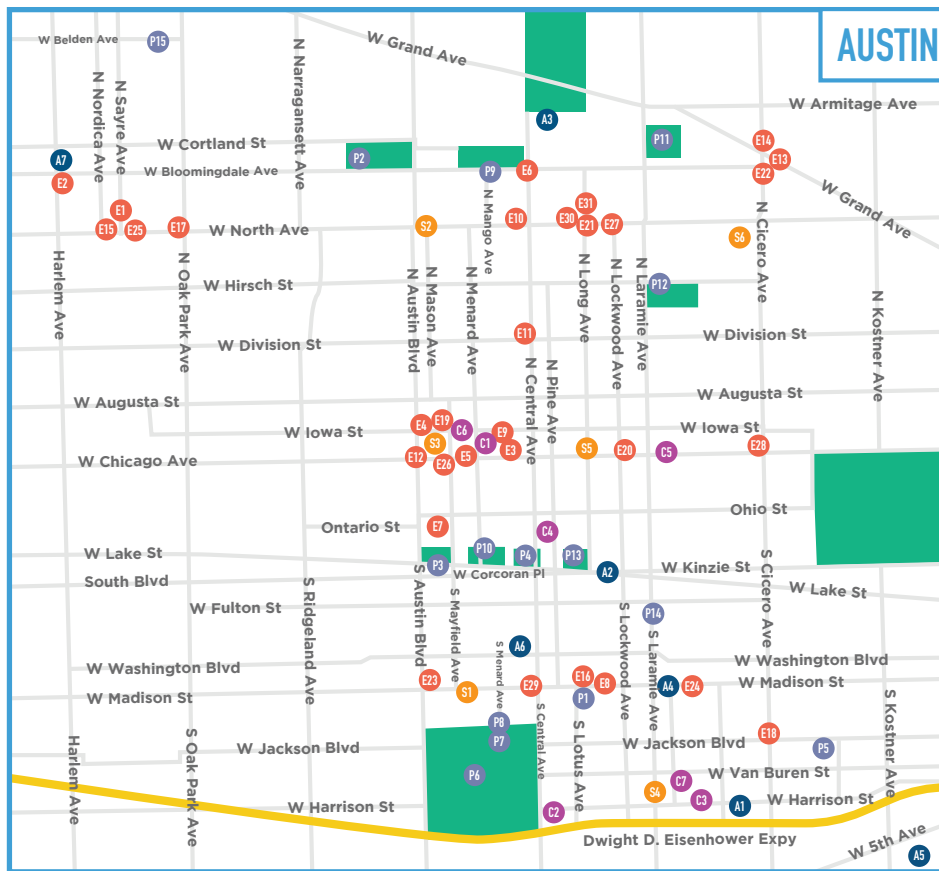 AUSTIN
W Belden Ave
P15
N Narragansett Ave
W Grand Ave
N Nordica Ave
N Sayre Ave
W Armitage Ave
A3
W Cortland St
P2
P11
E14
E13
A7
E2
W Bloomingdale Ave
P9
E6
E22
W Grand Ave
N Mango Ave
E1
E15
E25
E17
W North Ave
S2
E10
E30
E31
E21
E27
S6
N Cicero Ave
Harlem Ave
N Oak Park Ave
N Austin Blvd
N Mason Ave
N Menard Ave
N Long Ave
N Lockwood Ave
N Laramie Ave
W Hirsch St
P12
N Kostner Ave
W Division St
E11
W Division St
N Central Ave
N Pine Ave
W Augusta St
W Augusta St
W Iowa St
E4
E19
C6
S3
C1
E9
E3
W Iowa St
W Chicago Ave
E12
E26
E5
S5
E20
C5
E28
Ontario St
E7
C4
Ohio St
W Lake St
P3
P10
P4
P13
W Corcoran Pl
A2
W Kinzie St
South Blvd
W Lake St
W Fulton St
P14
S Ridgeland Ave
S Austin Blvd
S Mayfield Ave
S Menard Ave
S Lockwood Ave
S Laramie Ave
S Cicero Ave
A6
W Washington Blvd
W Washington Blvd
W Madison St
E23
S1
E29
E16
E8
P1
A4
E24
W Madison St
S Kostner Ave
S Central Ave
S Lotus Ave
P8
P7
P6
Harlem Ave
S Oak Park Ave
W Jackson Blvd
W Jackson Blvd
E18
P5
W Van Buren St
C7
S4
C3
A1
W Harrison St
C2
W Harrison St
Dwight D. Eisenhower Expy
W 5th Ave
A5